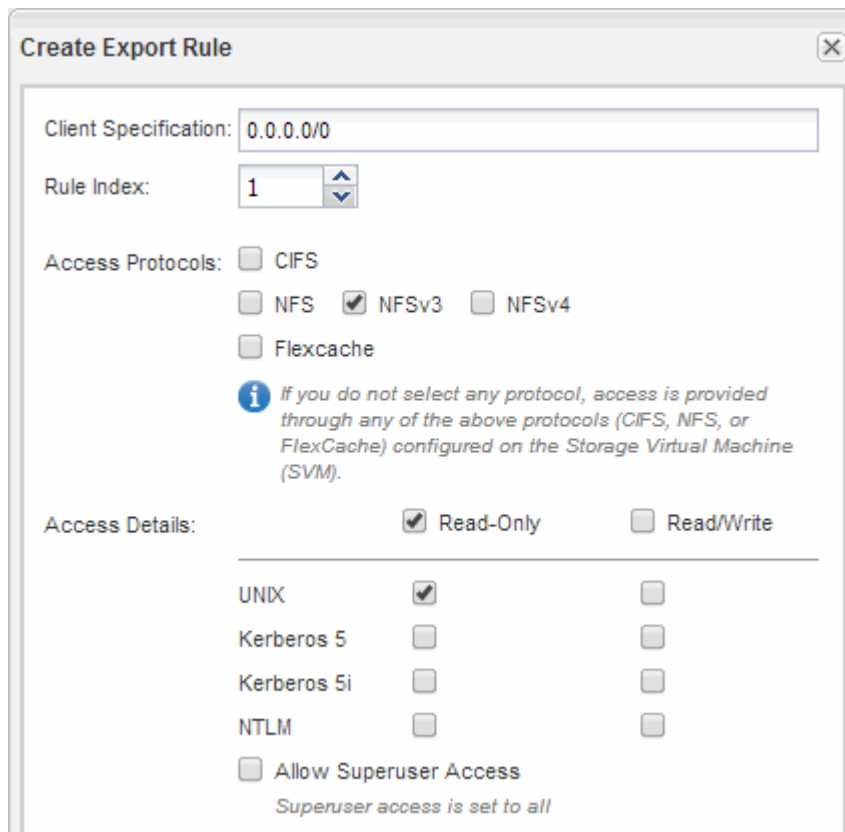 Create Export Rule
Client Specification: 0.0.0.0/0
Rule Index: 1
Access Protocols: CIFS
NFS NFSv3 NFSv4
Flexcache
If you do not select any protocol, access is provided
through any of the above protocols (CIFS, NFS, or
FlexCache) configured on the Storage Virtual Machine
(SVM).
Access Details: Read-Only Read/Write
UNIX
Kerberos 5
Kerberos 5i
NTLM
Allow Superuser Access
Superuser access is set to all